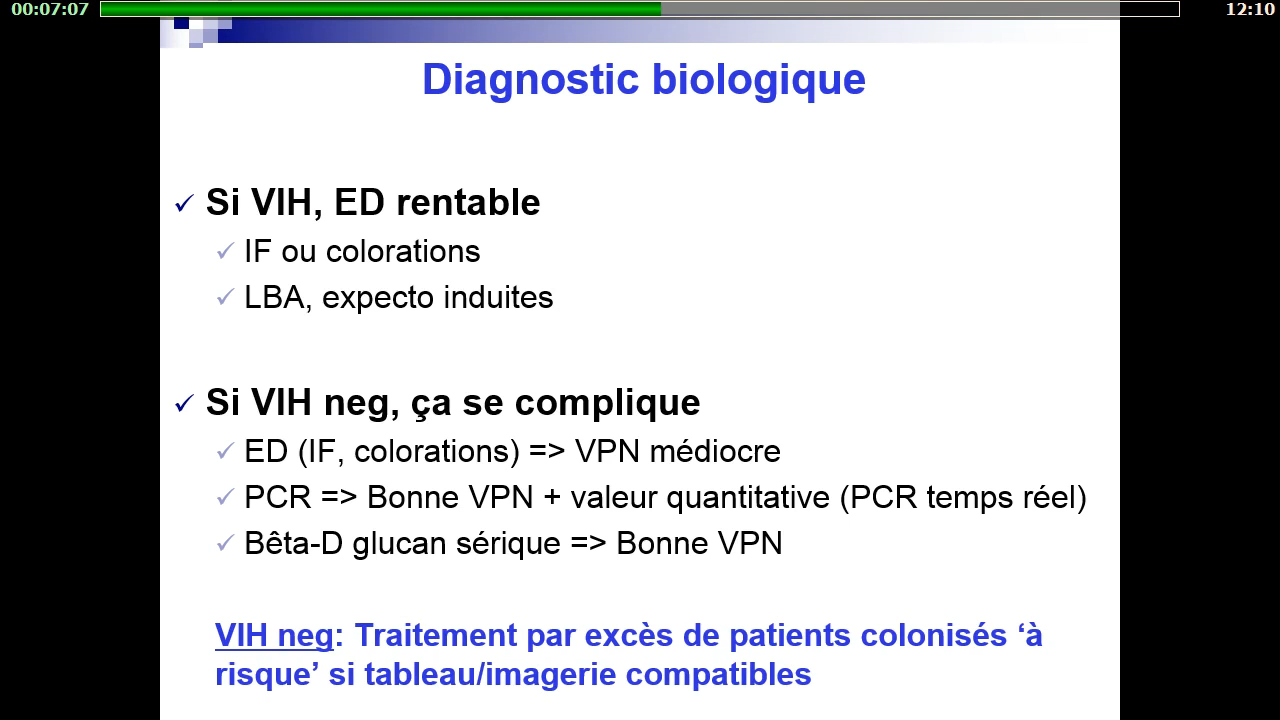 00:07:07
12:10
Diagnostic biologique
Si VIH, ED rentable
IF ou colorations
LBA, expecto induites
Si VIH neg, ça se complique
ED (IF, colorations) => VPN médiocre
PCR => Bonne VPN + valeur quantitative (PCR temps réel)
Bêta-D glucan sérique => Bonne VPN
VIH neg: Traitement par excès de patients colonisés ‘à
risque’ si tableau/imagerie compatibles